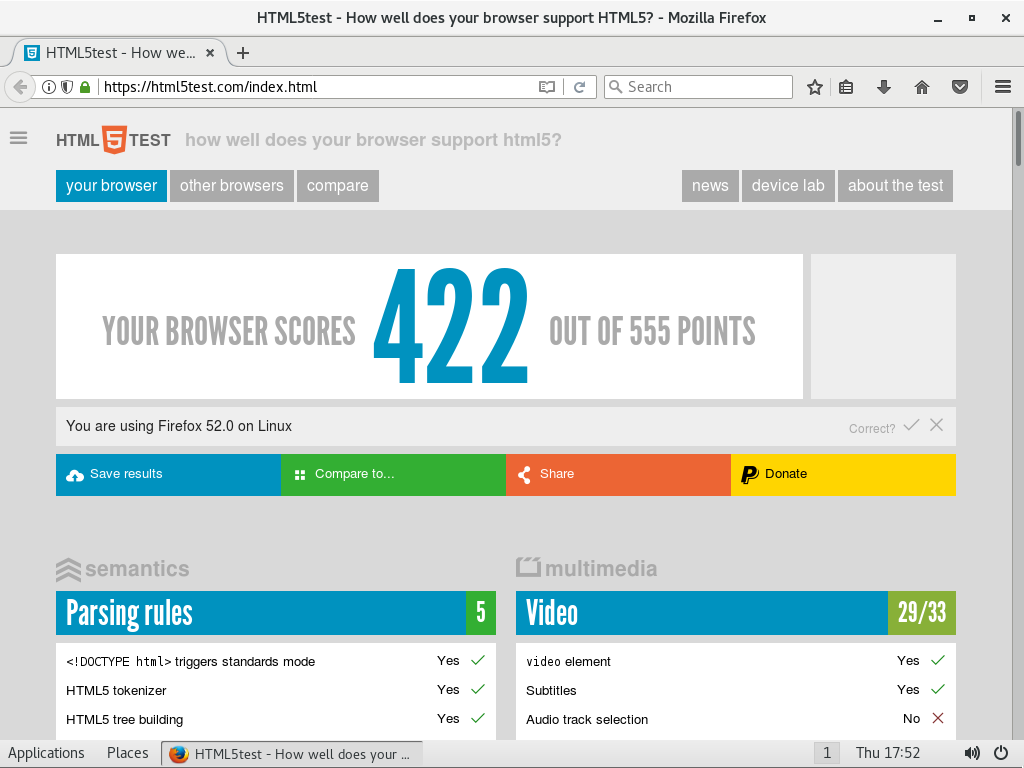 HTML5test - How well does your browser support HTML5? - Mozilla Firefox
HTML5test - How we...
https://html5test.com/index.html
Search
HTML 5 TEST how well does your browser support html5?
your browser other browsers compare news device lab about the test
YOUR BROWSER SCORES 422 OUT OF 555 POINTS
You are using Firefox 52.0 on Linux Correct?
Save results Compare to... Share Donate
semantics
Parsing rules 5
<!DOCTYPE html> triggers standards mode Yes
HTML5 tokenizer Yes
HTML5 tree building Yes
multimedia
Video 29/33
video element Yes
Subtitles Yes
Audio track selection No
Applications Places HTML5test - How well does your ... 1 Thu 17:52